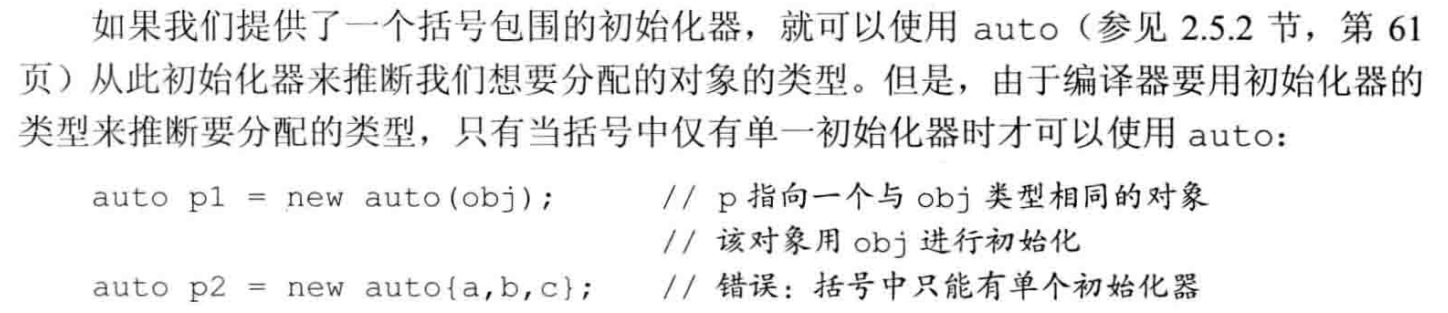 如果我们提供了一个括号包围的初始化器，就可以使用 auto（参见 2.5.2 节，第 61
页）从此初始化器来推断我们想要分配的对象的类型。但是，由于编译器要用初始化器的
类型来推断要分配的类型，只有当括号中仅有单一初始化器时才可以使用 auto：
auto p1 = new auto(obj); // p 指向一个与 obj 类型相同的对象
// 该对象用 obj 进行初始化
auto p2 = new auto{a,b,c}; // 错误：括号中只能有单个初始化器